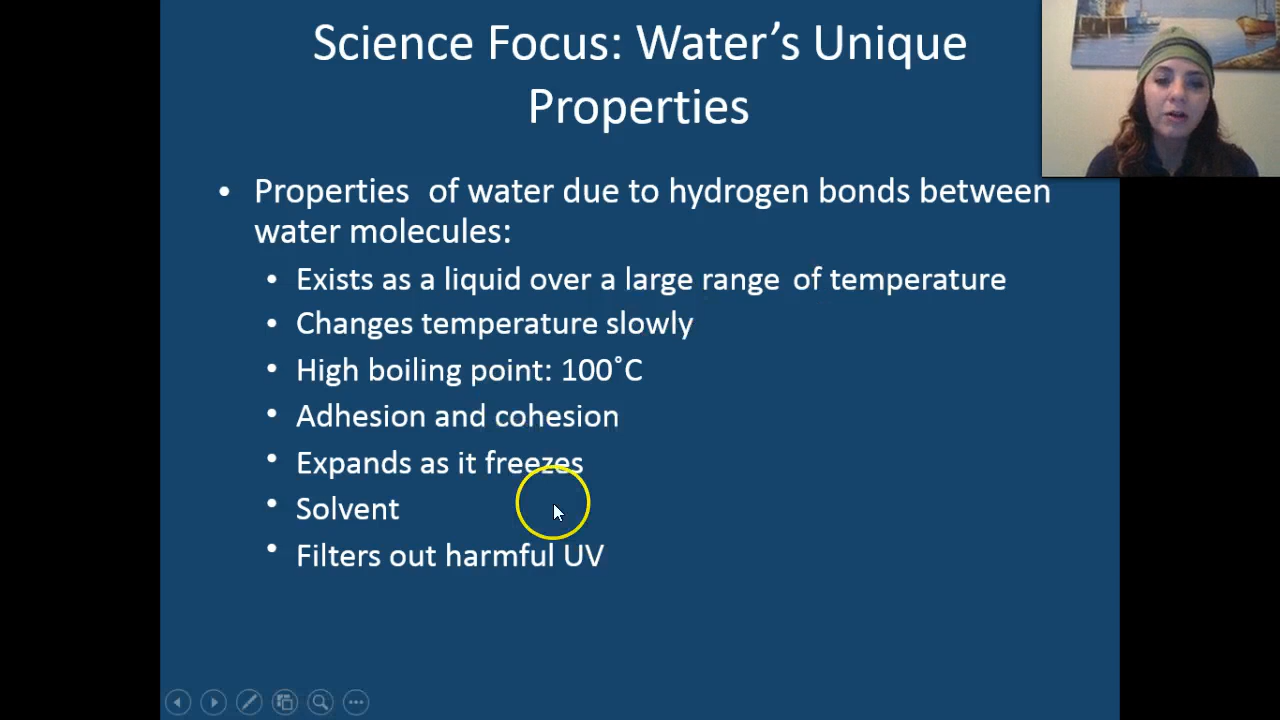 Science Focus: Water’s Unique
Properties
• Properties of water due to hydrogen bonds between
water molecules:
• Exists as a liquid over a large range of temperature
• Changes temperature slowly
• High boiling point: 100˚C
• Adhesion and cohesion
• Expands as it freezes
• Solvent
• Filters out harmful UV